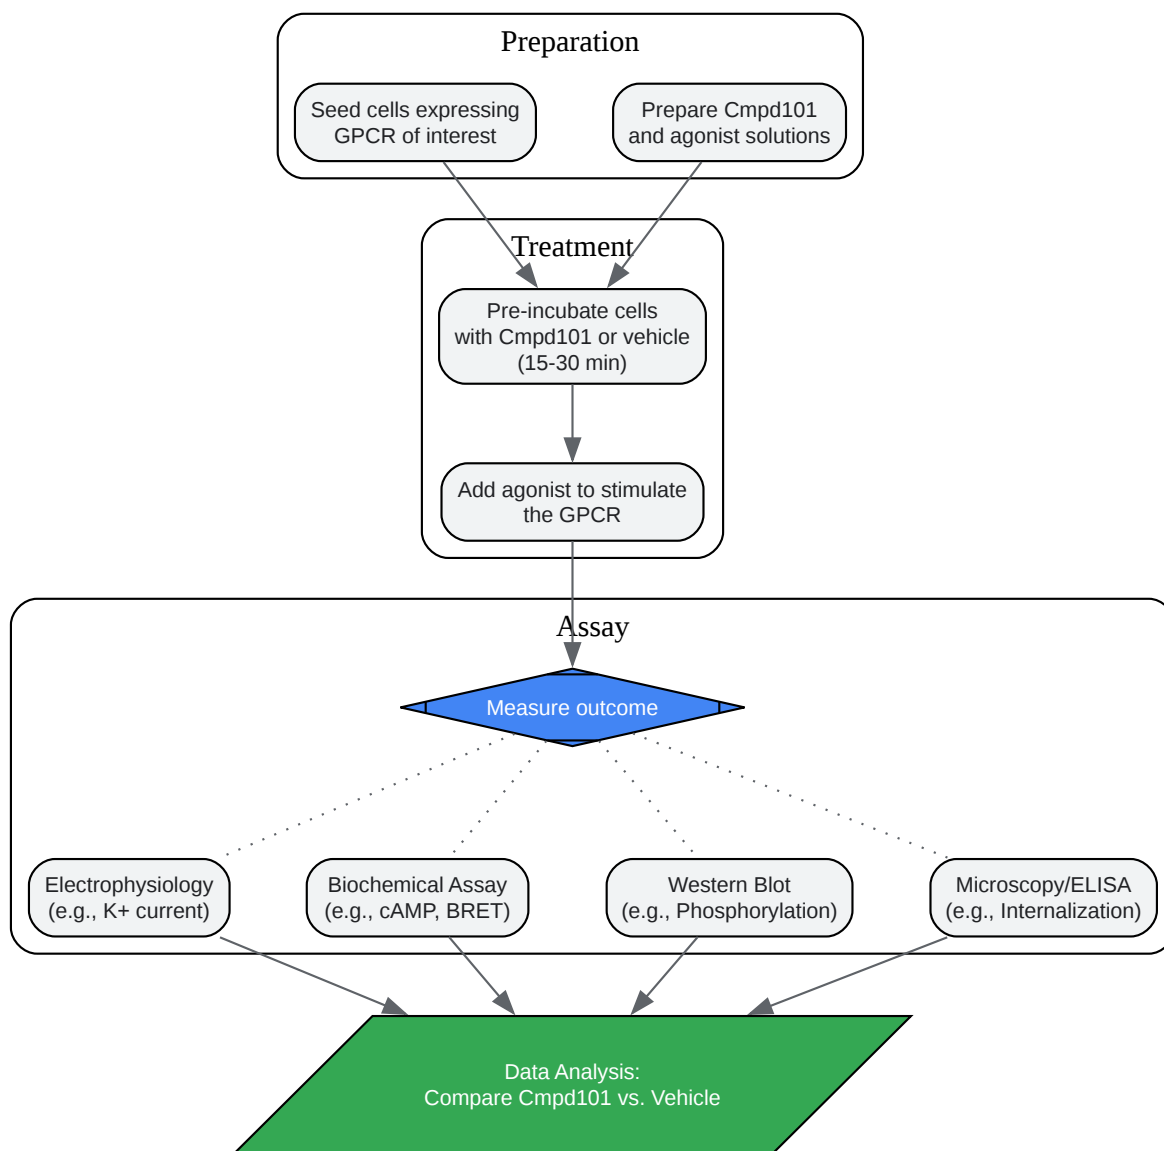 Preparation
Seed cells expressing
GPCR of interest
Prepare Cmpd101
and agonist solutions
Treatment
Pre-incubate cells
with Cmpd101 or vehicle
(15-30 min)
Add agonist to stimulate
the GPCR
Assay
Measure outcome
Electrophysiology
(e.g., K+ current)
Biochemical Assay
(e.g., cAMP, BRET)
Western Blot
(e.g., Phosphorylation)
Microscopy/ELISA
(e.g., Internalization)
Data Analysis:
Compare Cmpd101 vs. Vehicle